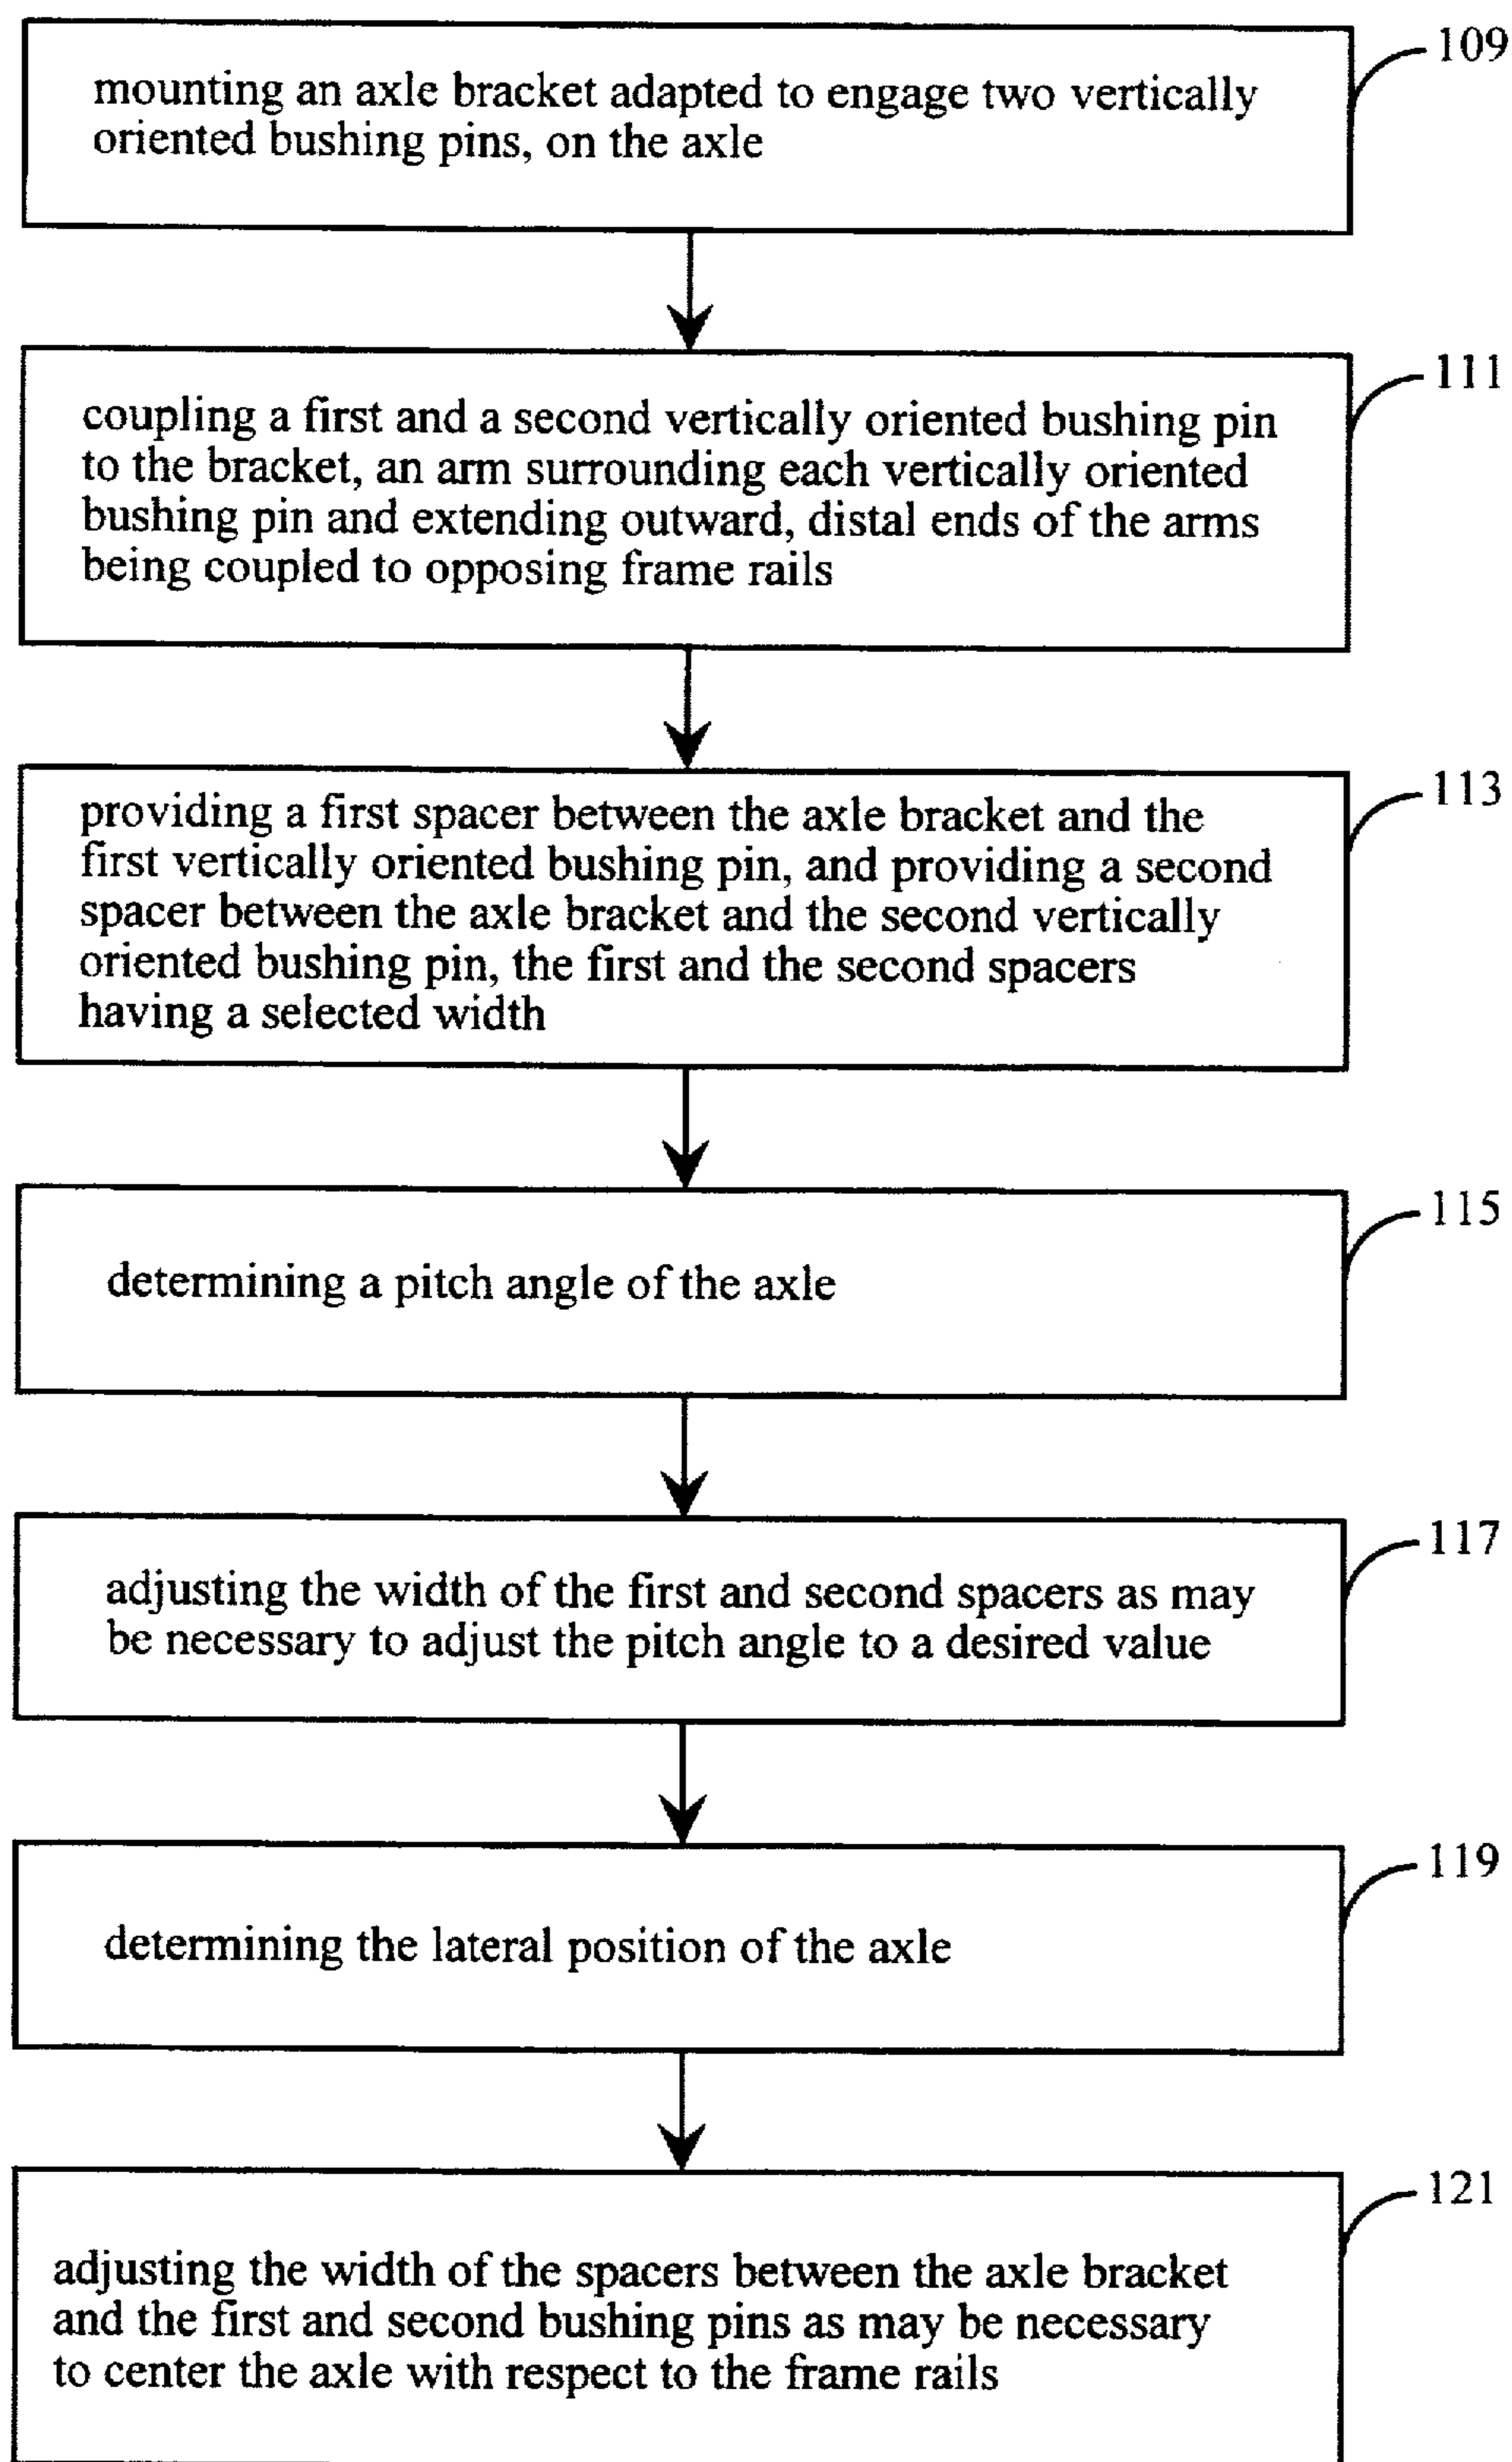 109
mounting an axle bracket adapted to engage two vertically
oriented bushing pins, on the axle
111
coupling a first and a second vertically oriented bushing pin
to the bracket, an arm surrounding each vertically oriented
bushing pin and extending outward, distal ends of the arms
being coupled to opposing frame rails
113
providing a first spacer between the axle bracket and the
first vertically oriented bushing pin, and providing a second
spacer between the axle bracket and the second vertically
oriented bushing pin, the first and the second spacers
having a selected width
115
determining a pitch angle of the axle
117
adjusting the width of the first and second spacers as may
be necessary to adjust the pitch angle to a desired value
119
determining the lateral position of the axle
121
adjusting the width of the spacers between the axle bracket
and the first and second bushing pins as may be necessary
to center the axle with respect to the frame rails